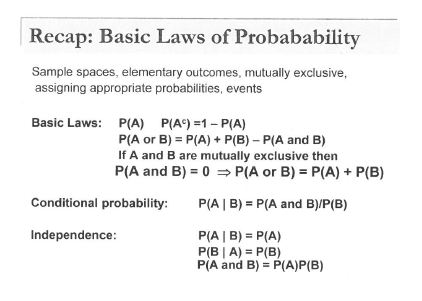 Recap: Basic Laws of Probabability
Sample spaces, elementary outcomes, mutually exclusive,
assigning appropriate probabilities, events
Basic Laws: P(A) P(Aᶜ) =1 – P(A)
P(A or B) = P(A) + P(B) – P(A and B)
If A and B are mutually exclusive then
P(A and B) = 0 ⇒ P(A or B) = P(A) + P(B)
Conditional probability: P(A | B) = P(A and B)/P(B)
Independence: P(A | B) = P(A)
P(B | A) = P(B)
P(A and B) = P(A)P(B)